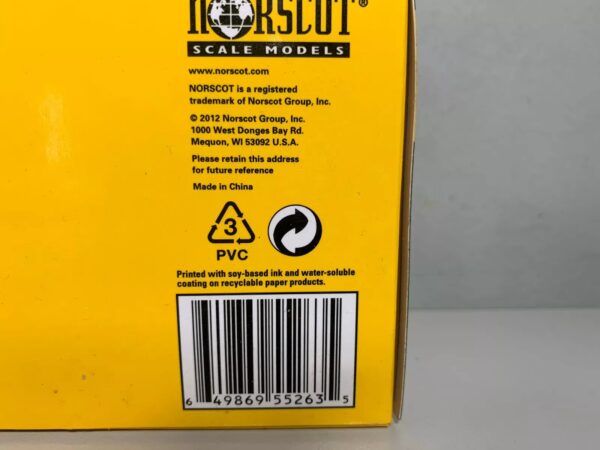 NORSCOT®
SCALE MODELS
www.norscot.com
NORSCOT is a registered
trademark of Norscot Group, Inc.
© 2012 Norscot Group, Inc.
1000 West Donges Bay Rd.
Mequon, WI 53092 U.S.A.
Please retain this address
for future reference
Made in China
3
PVC
Printed with soy-based ink and water-soluble
coating on recyclable paper products.
6 49869 55263 5